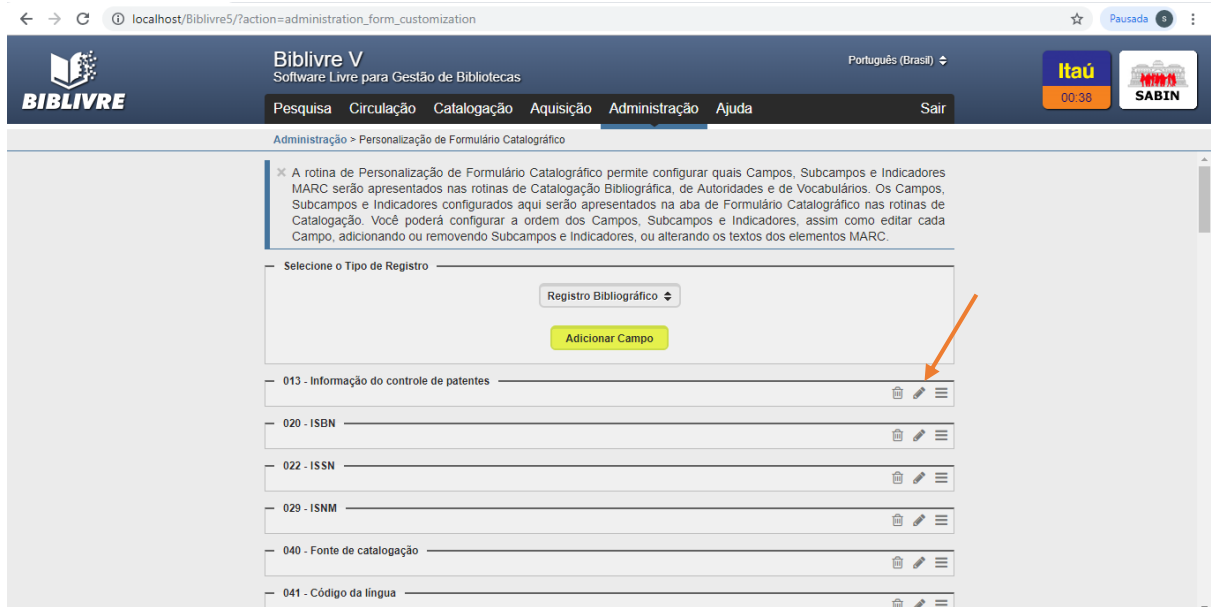 localhost/Biblivre5/?action=administration_form_customization
Pausada S
BIBLIVRE
Biblivre V
Software Livre para Gestão de Bibliotecas
Português (Brasil)
Itaú
00:38
SABIN
Pesquisa Circulação Catalogação Aquisição Administração Ajuda Sair
Administração > Personalização de Formulário Catalográfico
A rotina de Personalização de Formulário Catalográfico permite configurar quais Campos, Subcampos e Indicadores
MARC serão apresentados nas rotinas de Catalogação Bibliográfica, de Autoridades e de Vocabulários. Os Campos,
Subcampos e Indicadores configurados aqui serão apresentados na aba de Formulário Catalográfico nas rotinas de
Catalogação. Você poderá configurar a ordem dos Campos, Subcampos e Indicadores, assim como editar cada
Campo, adicionando ou removendo Subcampos e Indicadores, ou alterando os textos dos elementos MARC.
Selecione o Tipo de Registro
Registro Bibliográfico
Adicionar Campo
013 - Informação do controle de patentes
020 - ISBN
022 - ISSN
029 - ISNM
040 - Fonte de catalogação
041 - Código da língua